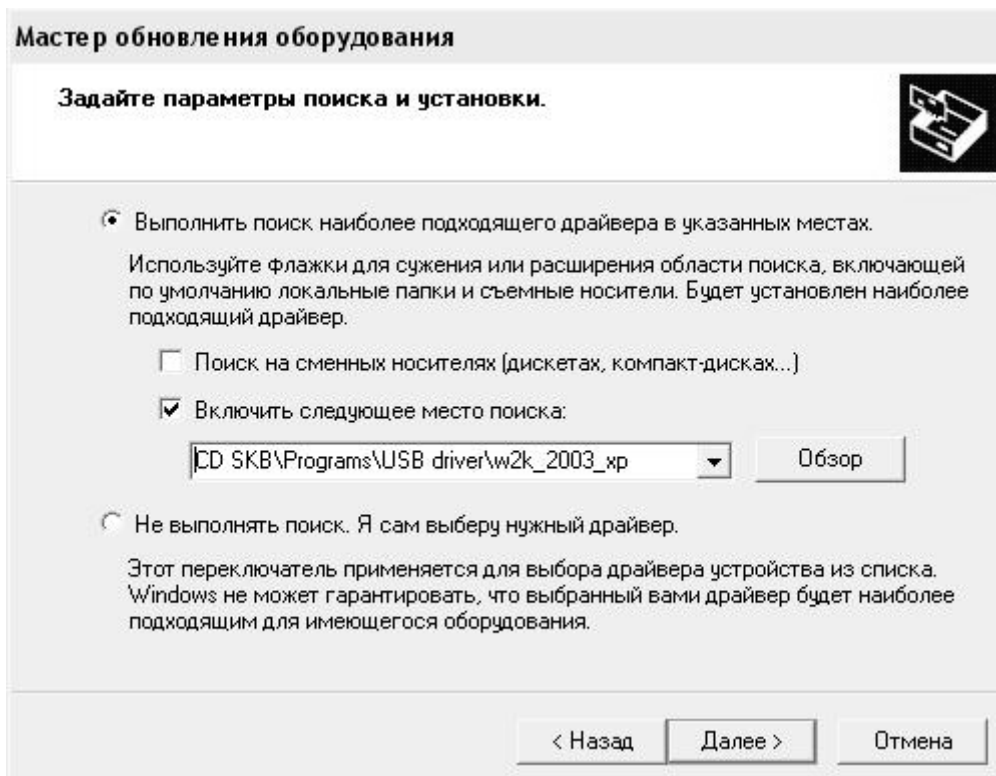 Мастер обновления оборудования
Задайте параметры поиска и установки.
Выполнить поиск наиболее подходящего драйвера в указанных местах.
Используйте флажки для сужения или расширения области поиска, включающей
по умолчанию локальные папки и съемные носители. Будет установлен наиболее
подходящий драйвер.
Поиск на сменных носителях (дискетах, компакт-дисках...)
Включить следующее место поиска:
CD SKB\Programs\USB driver\w2k_2003_xp
Обзор
Не выполнять поиск. Я сам выберу нужный драйвер.
Этот переключатель применяется для выбора драйвера устройства из списка.
Windows не может гарантировать, что выбранный вами драйвер будет наиболее
подходящим для имеющегося оборудования.
< Назад Далее > Отмена